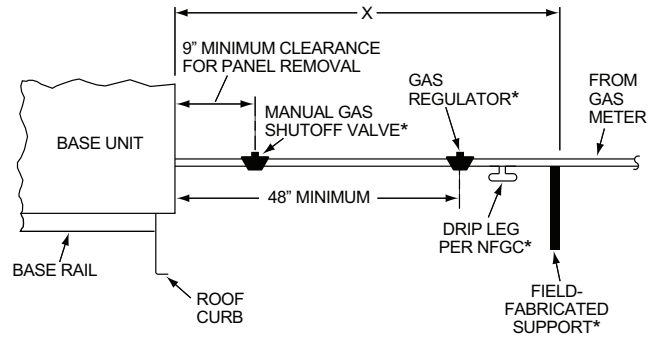 X
9” MINIMUM CLEARANCE
FOR PANEL REMOVAL
GAS
REGULATOR*
FROM
GAS
METER
MANUAL GAS
SHUTOFF VALVE*
BASE UNIT
48” MINIMUM
DRIP LEG
PER NFGC*
BASE RAIL
ROOF
CURB
FIELD-
FABRICATED
SUPPORT*